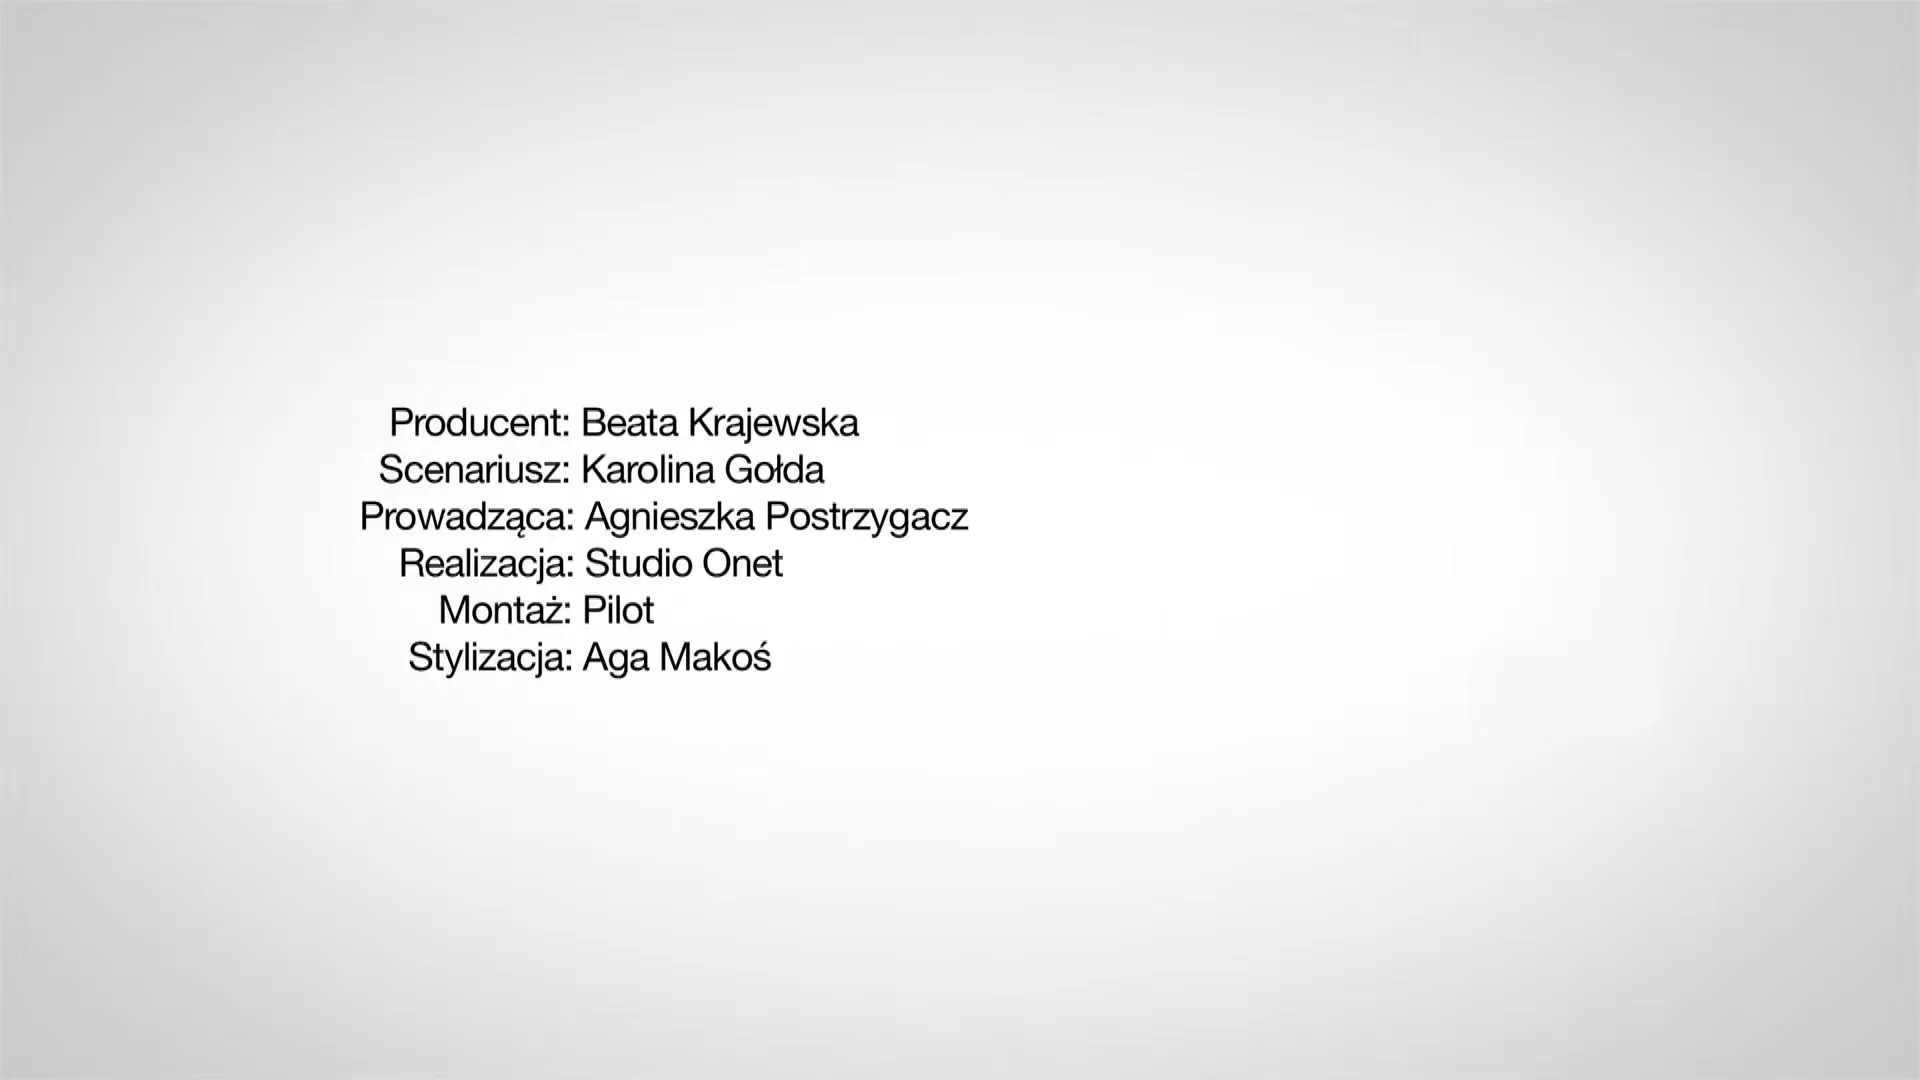 Producent: Beata Krajewska
Scenariusz: Karolina Gołda
Prowadząca: Agnieszka Postrzygacz
Realizacja: Studio Onet
Montaż: Pilot
Stylizacja: Aga Makoś